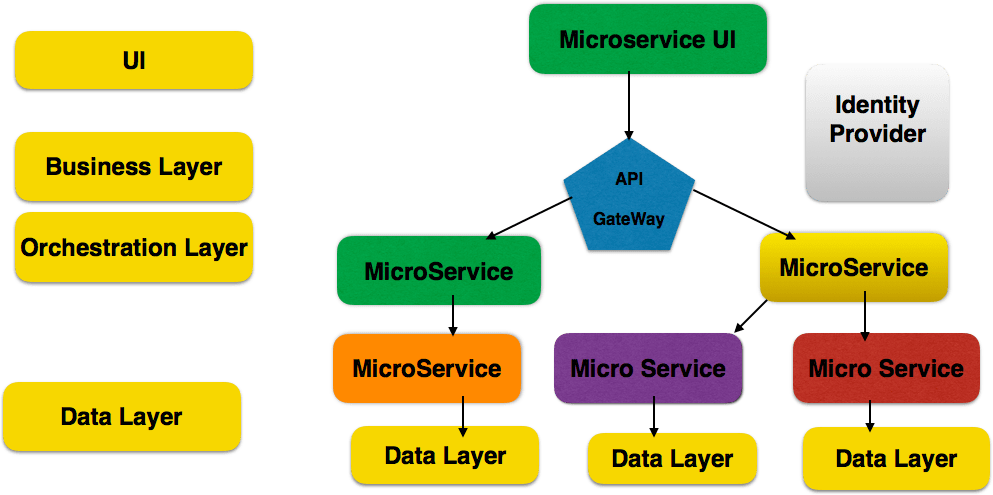 UI
Business Layer
Orchestration Layer
Data Layer
Microservice UI
Identity
Provider
API
GateWay
MicroService
MicroService
MicroService
Micro Service
Micro Service
Data Layer
Data Layer
Data Layer